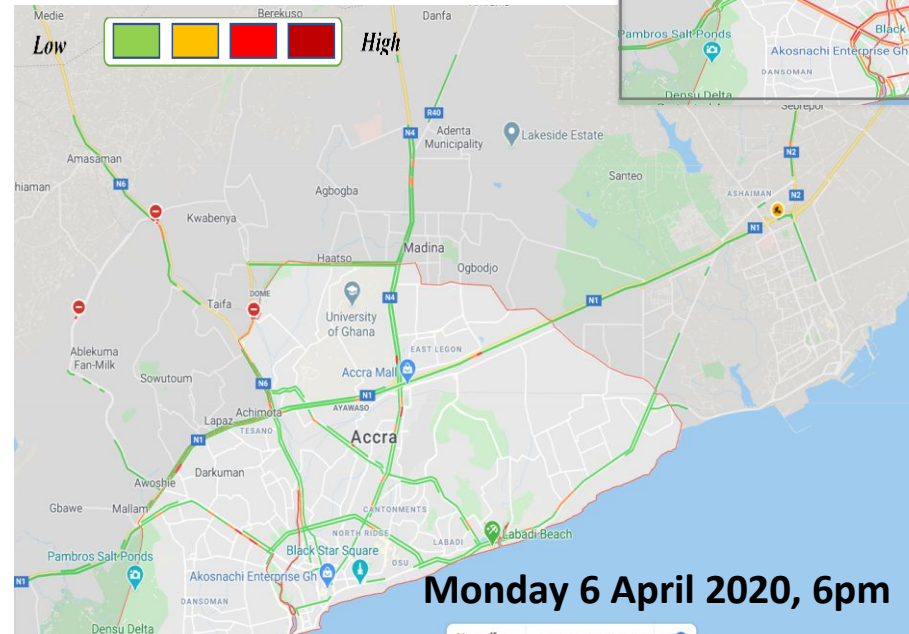 Medie
Berekuso
Danfa
Low
High
Pambros Salt Ponds
Black
Akosnachi Enterprise Gh
DANSOMAN
Densu Delta
R40
N4
Adenta
Municipality
Lakeside Estate
Sebrepor
N2
Amasaman
hiaman
N6
Agbogba
Santeo
ASHAIMAN
N2
Kwabenya
N1
Madina
Haatso
Ogbodjo
DOME
Taifa
University
of Ghana
N4
N1
Ablekuma
Fan-Milk
EAST LEGON
Sowutoum
Accra Mall
N6
N1
Achimota
AYAWASO
Lapaz
TESANO
N1
Accra
Darkuman
Awoshie
Gbawe
Mallam
CANTONMENTS
NORTH RIDGE
LABADI
Labadi Beach
Pambros Salt Ponds
Black Star Square
OSU
N1
Akosnachi Enterprise Gh
DANSOMAN
Densu Delta
Monday 6 April 2020, 6pm